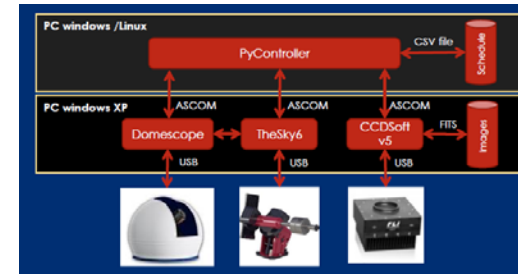 PC windows /Linux
CSV file
PyController
Schedule
ASCOM
ASCOM
ASCOM
PC windows XP
Domescope
TheSky6
CCDSoft
v5
FITS
Images
USB
USB
USB